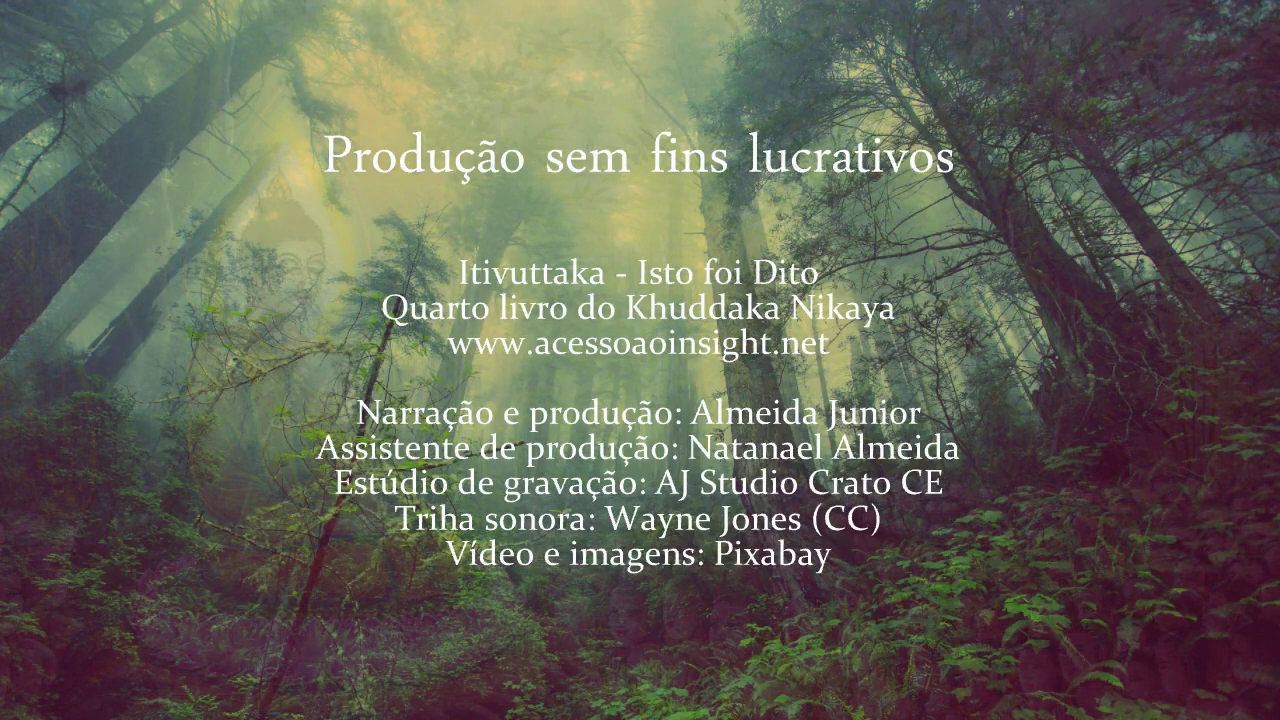 Produção sem fins lucrativos
Itivuttaka - Isto foi Dito
Quarto livro do Khuddaka Nikaya
www.acessoaoinsight.net
Narração e produção: Almeida Junior
Assistente de produção: Natanael Almeida
Estúdio de gravação: AJ Studio Crato CE
Triha sonora: Wayne Jones (CC)
Vídeo e imagens: Pixabay